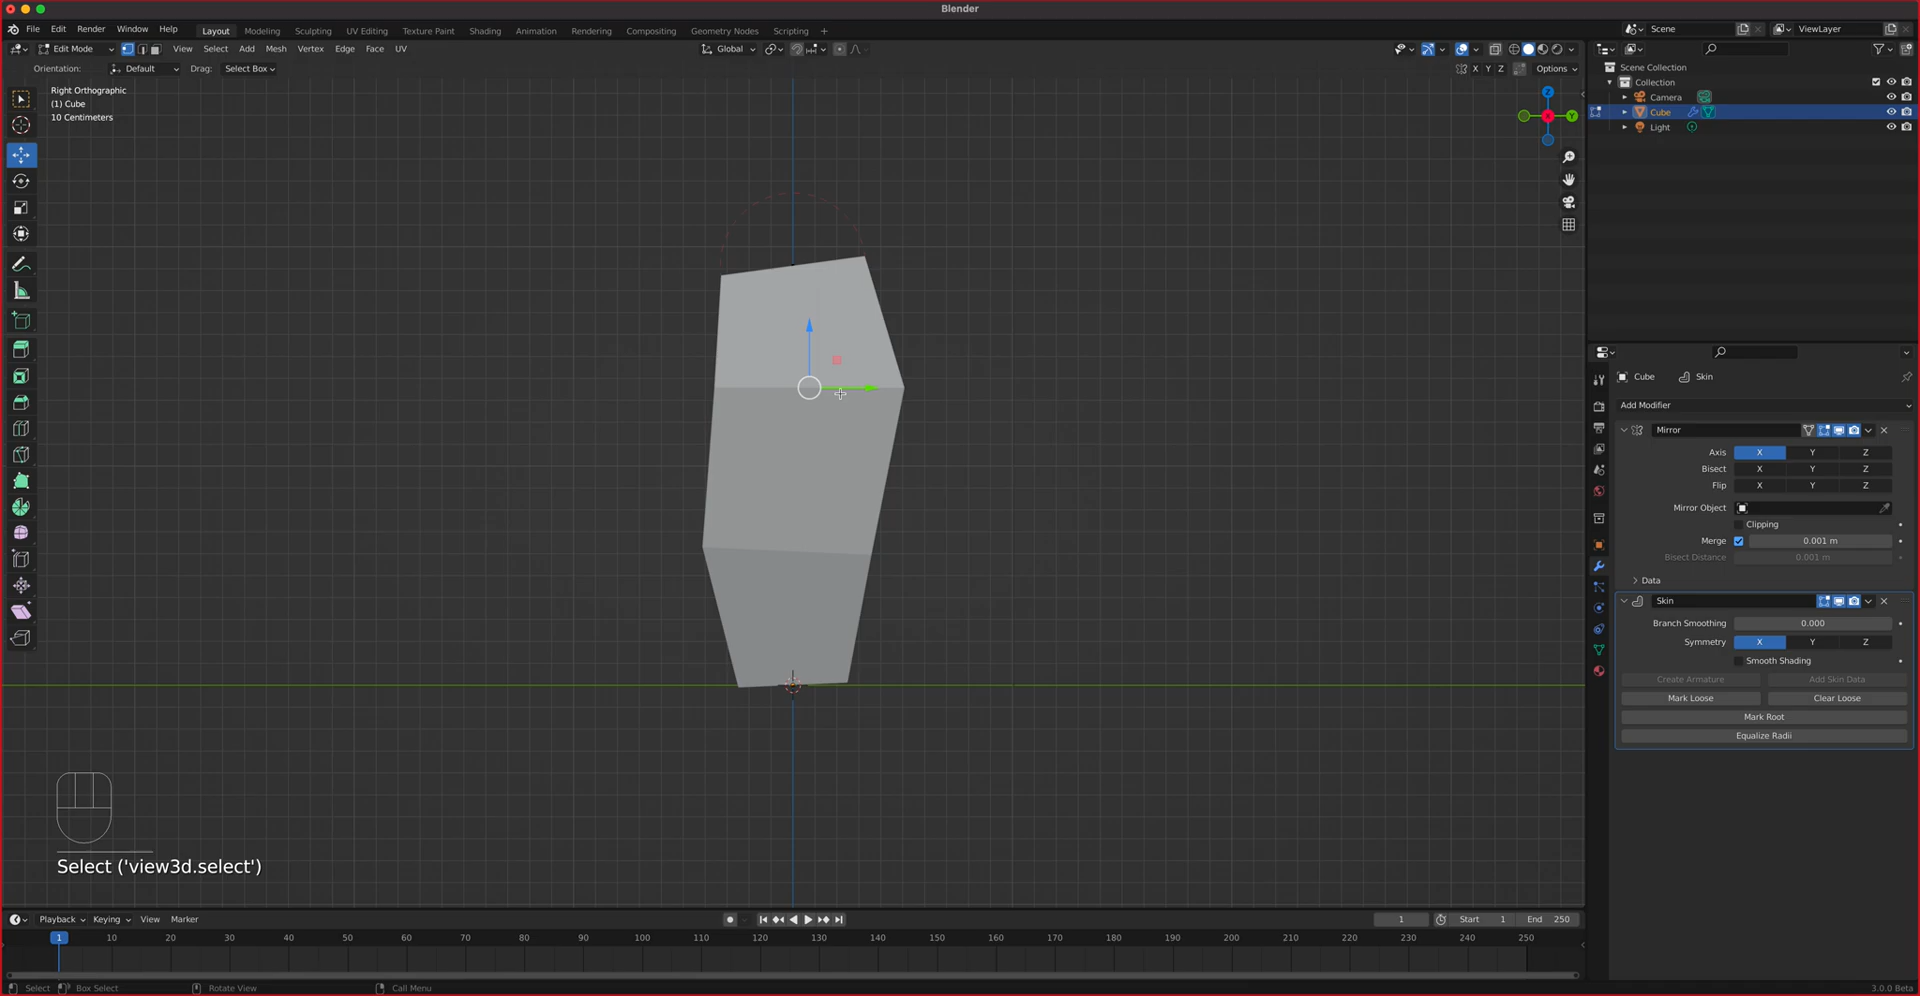 Blender
File Edit Render Window Help Layout Modeling Sculpting UV Editing Texture Paint Shading Animation Rendering Compositing Geometry Nodes Scripting + Scene ViewLayer
Edit Mode View Select Add Mesh Vertex Edge Face UV Global
Orientation: Default Drag: Select Box X Y Z Options
Right Orthographic
(1) Cube
10 Centimeters
Z
Y
X
Scene Collection
Collection
Camera
Cube
Light
Cube Skin
Add Modifier
Mirror
Axis X Y Z
Bisect X Y Z
Flip X Y Z
Mirror Object
Clipping
Merge 0.001 m
Bisect Distance 0.001 m
Data
Skin
Branch Smoothing 0.000
Symmetry X Y Z
Smooth Shading
Create Armature Add Skin Data
Mark Loose Clear Loose
Mark Root
Equalize Radii
Select ('view3d.select')
Playback Keying View Marker 1 Start 1 End 250
1 10 20 30 40 50 60 70 80 90 100 110 120 130 140 150 160 170 180 190 200 210 220 230 240 250
Select Box Select Rotate View Call Menu 3.0.0 Beta